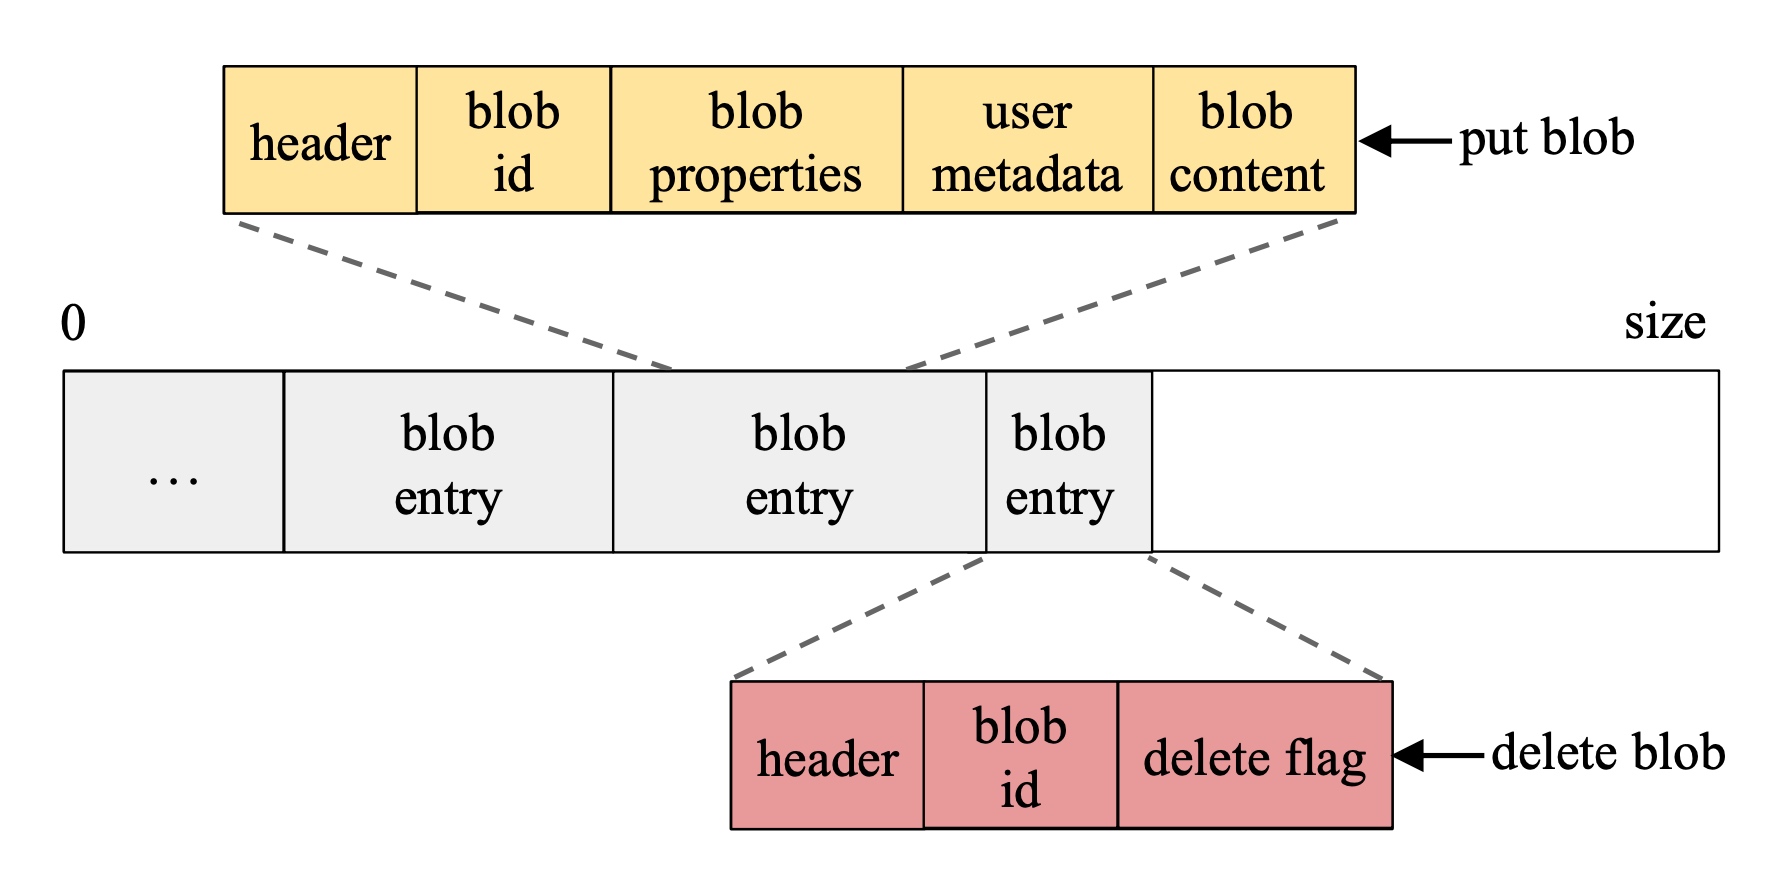 header
blob
id
blob
properties
user
metadata
blob
content
put blob
0
size
...
blob
entry
blob
entry
blob
entry
header
blob
id
delete flag
delete blob